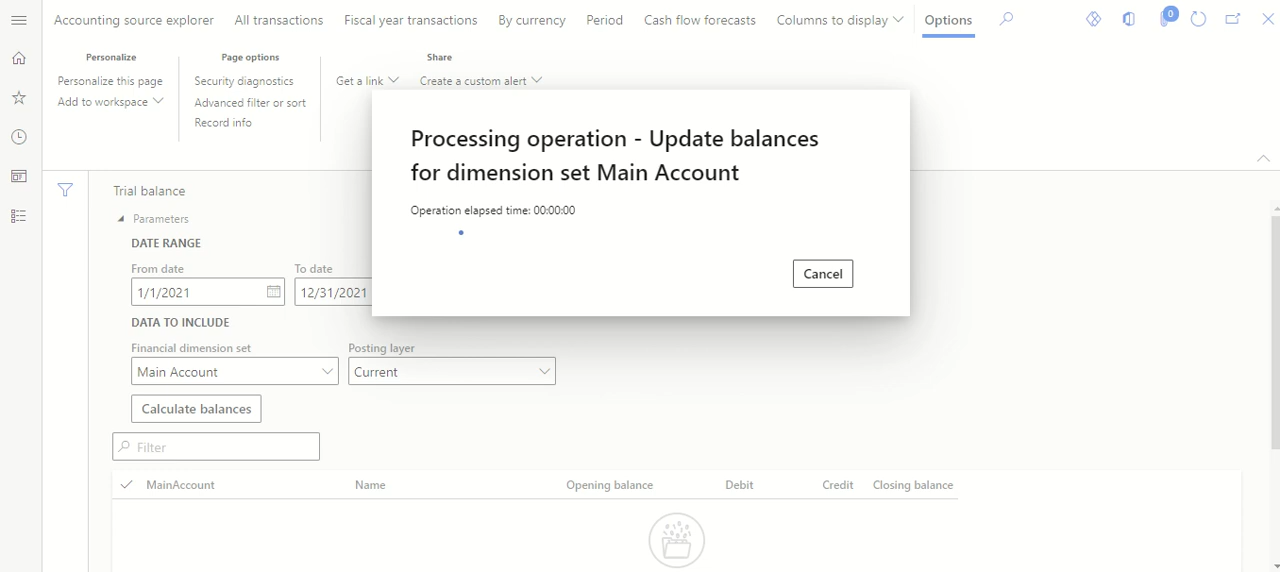 Accounting source explorer All transactions Fiscal year transactions By currency Period Cash flow forecasts Columns to display Options 0
Personalize Page options Share
Personalize this page Security diagnostics Get a link Create a custom alert
Add to workspace Advanced filter or sort
Record info
Processing operation - Update balances
for dimension set Main Account
Operation elapsed time: 00:00:00
Cancel
Trial balance
Parameters
DATE RANGE
From date To date
1/1/2021 12/31/2021
DATA TO INCLUDE
Financial dimension set Posting layer
Main Account Current
Calculate balances
Filter
MainAccount Name Opening balance Debit Credit Closing balance